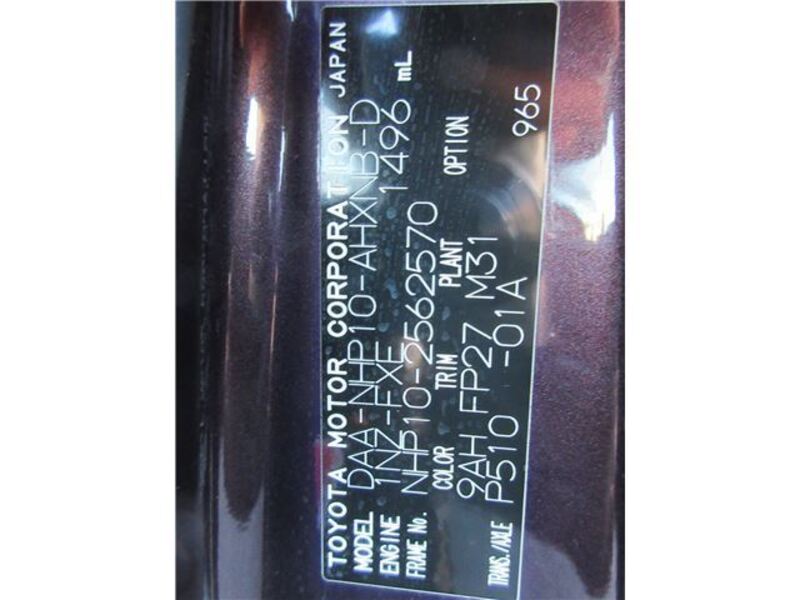 TOYOTA MOTOR CORPORATION JAPAN
MODEL DAA-NHP10-AHXNB-D
ENGINE 1NZ-FXE 1496 mL
FRAME No. NHP10-2562570
COLOR TRIM PLANT OPTION
9AH FP27 M31
TRANS./AXLE P510 -01A 965